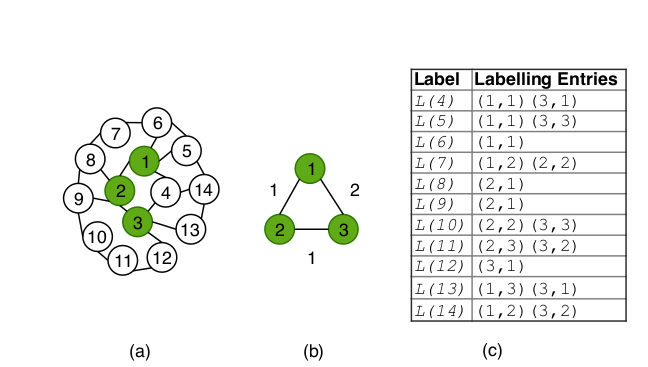 6
7
5
1
8
2
4
14
9
3
13
10
12
11
1
1
2
2
3
1
Label Labelling Entries
L(4) (1,1)(3,1)
L(5) (1,1)(3,3)
L(6) (1,1)
L(7) (1,2)(2,2)
L(8) (2,1)
L(9) (2,1)
L(10) (2,2)(3,3)
L(11) (2,3)(3,2)
L(12) (3,1)
L(13) (1,3)(3,1)
L(14) (1,2)(3,2)
(a) (b) (c)